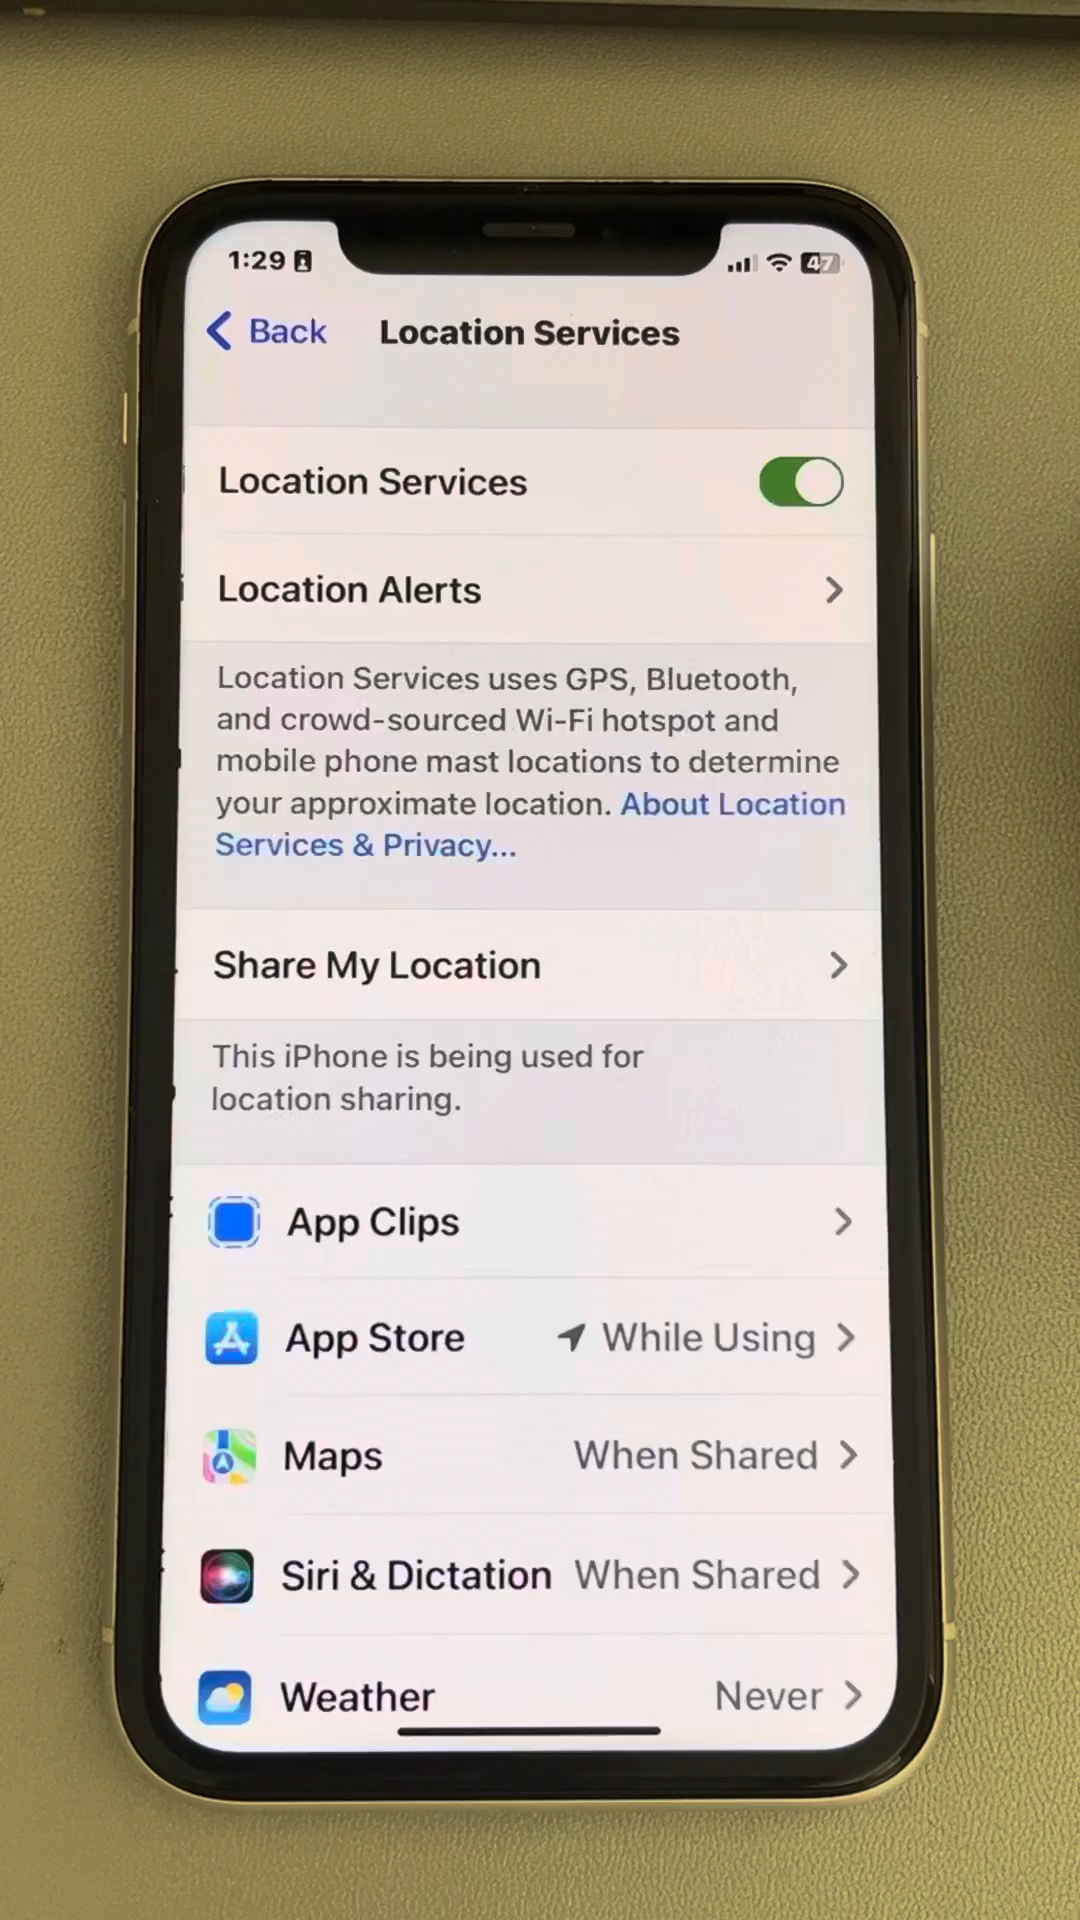 1:29
47
Back
Location Services
Location Services
Location Alerts
Location Services uses GPS, Bluetooth,
and crowd-sourced Wi-Fi hotspot and
mobile phone mast locations to determine
your approximate location. About Location
Services & Privacy...
Share My Location
This iPhone is being used for
location sharing.
App Clips
App Store While Using
Maps When Shared
Siri & Dictation When Shared
Weather Never